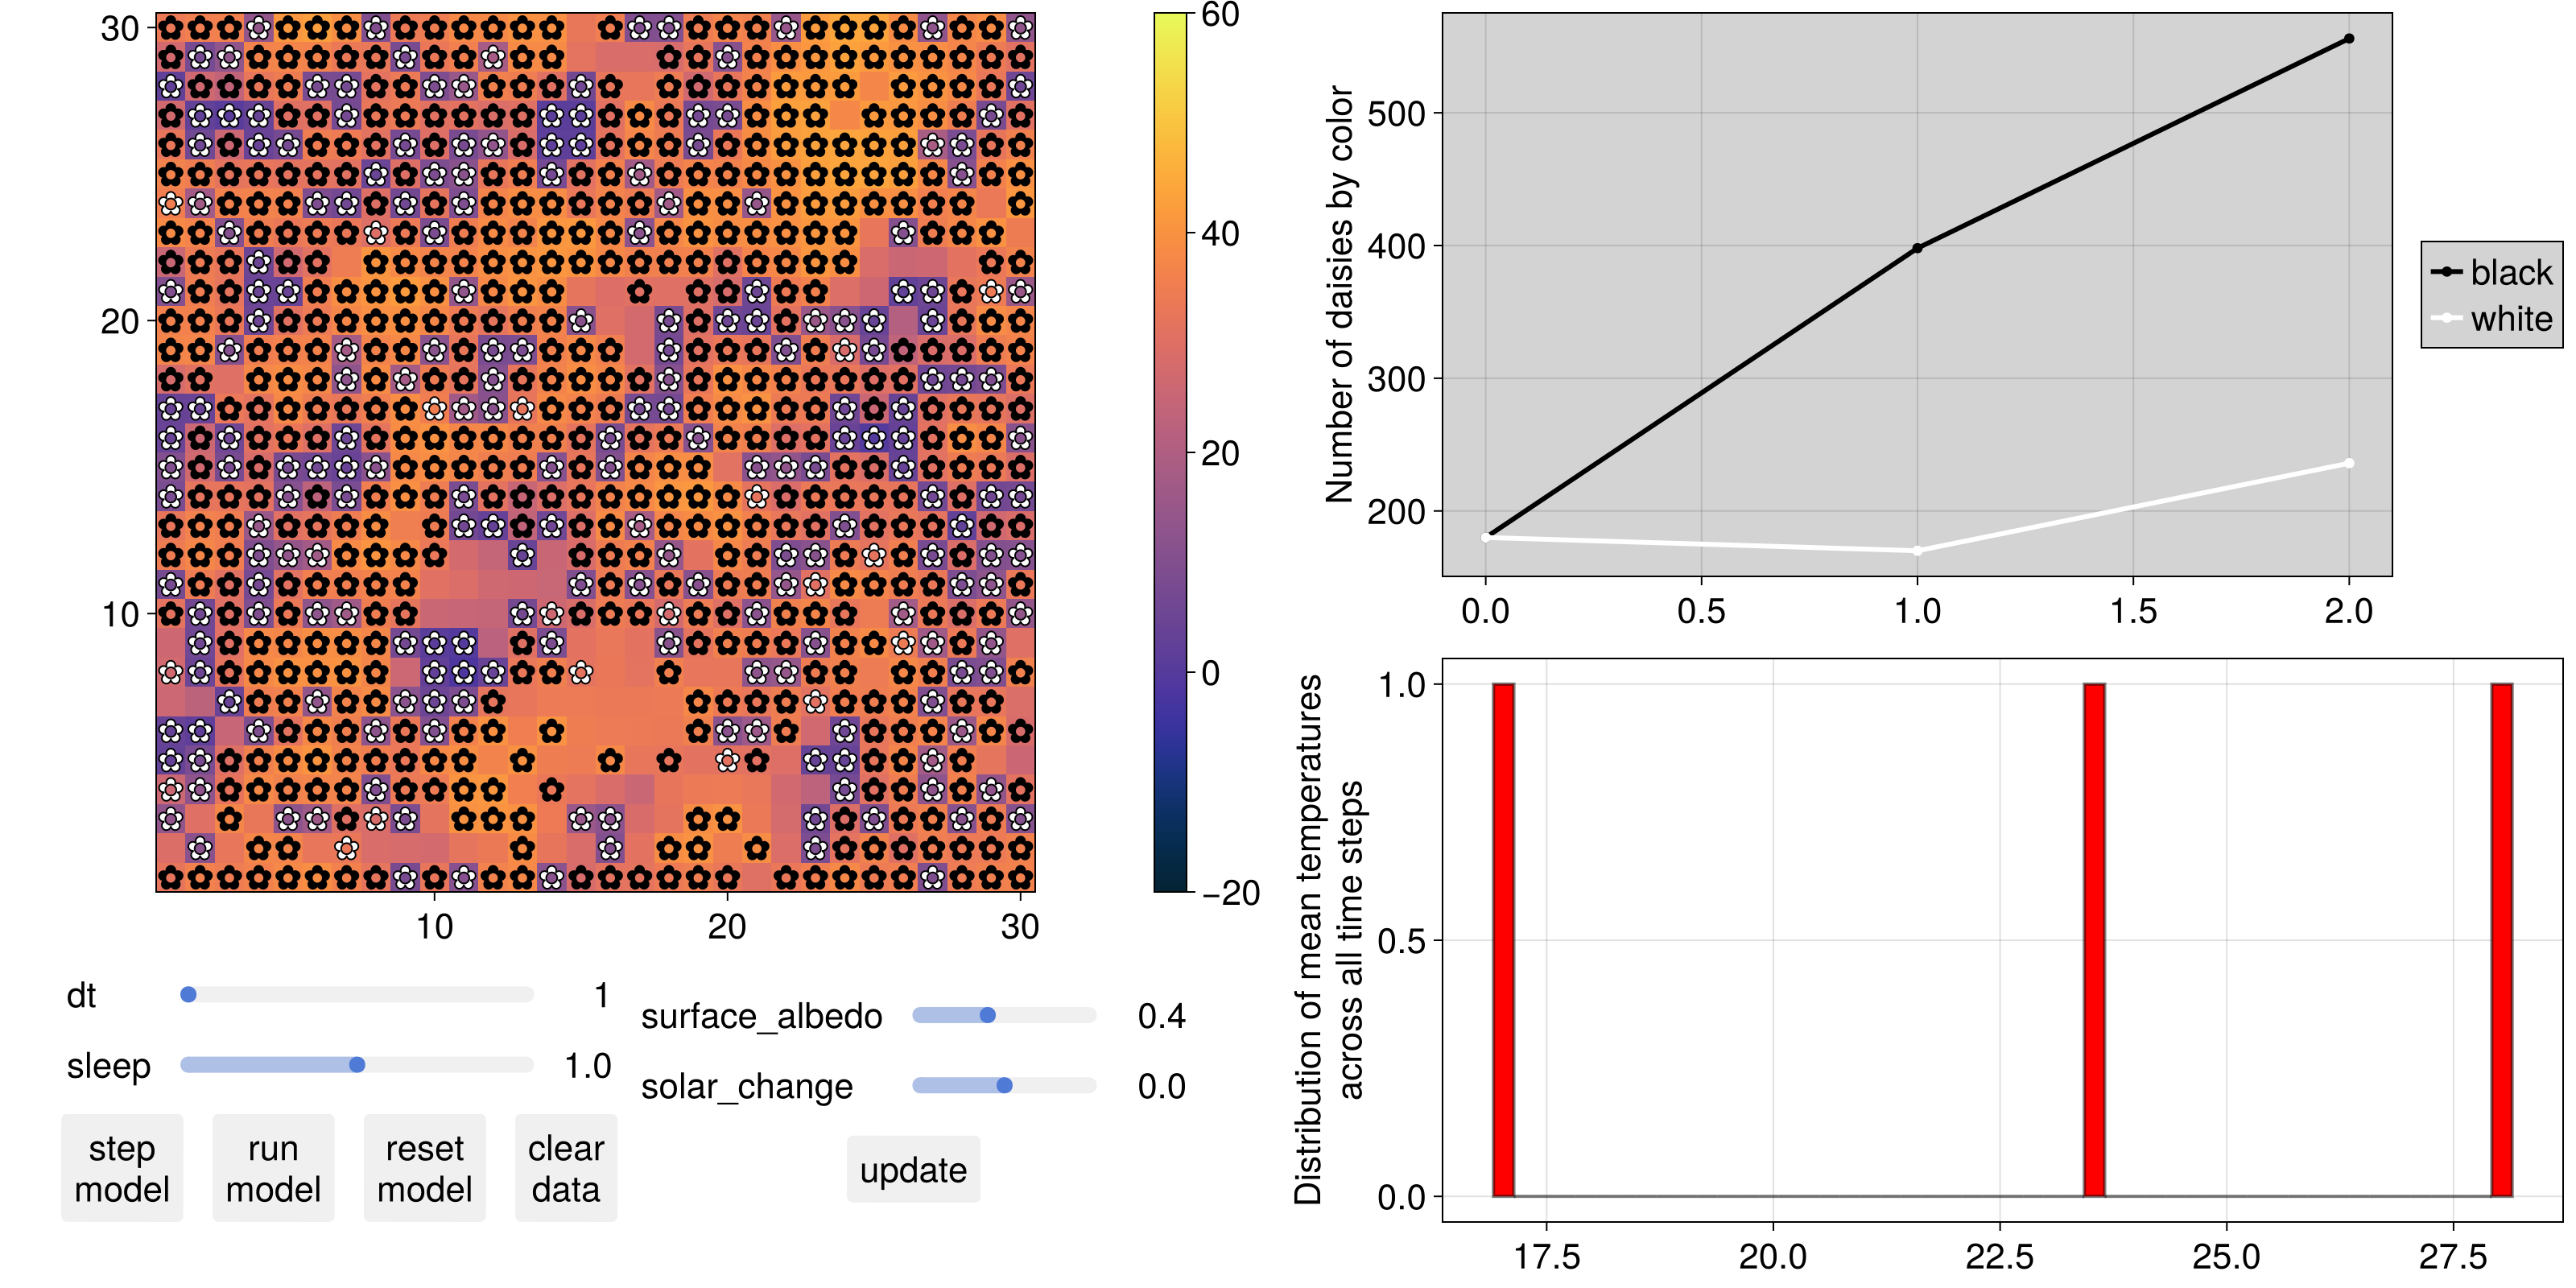 30
20
10
10
20
30
60
40
20
0
−20
Number of daisies by color
500
400
300
200
0.0
0.5
1.0
1.5
2.0
black
white
Distribution of mean temperatures
across all time steps
1.0
0.5
0.0
17.5
20.0
22.5
25.0
27.5
dt
1
sleep
1.0
surface_albedo
0.4
solar_change
0.0
step
model
run
model
reset
model
clear
data
update